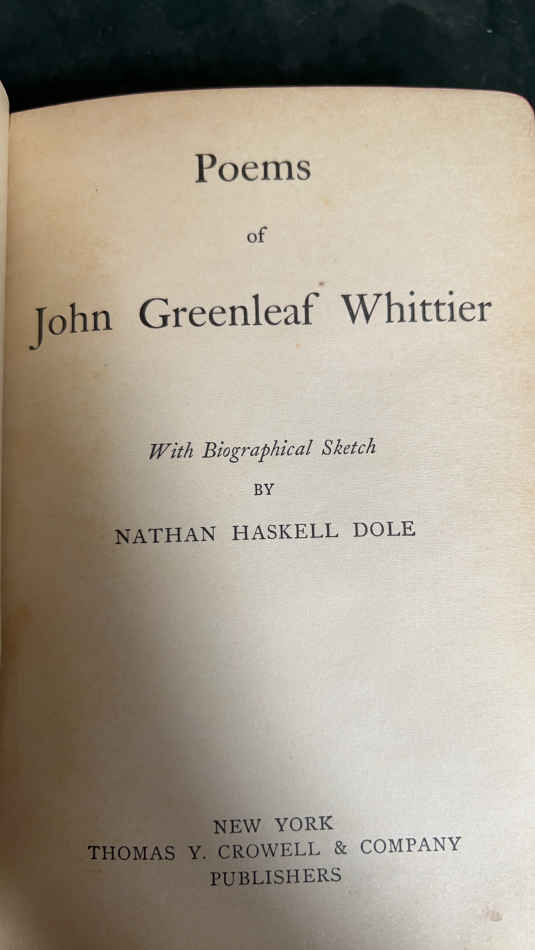 Poems
of
John Greenleaf Whittier
With Biographical Sketch
BY
NATHAN HASKELL DOLE
NEW YORK
THOMAS Y. CROWELL & COMPANY
PUBLISHERS